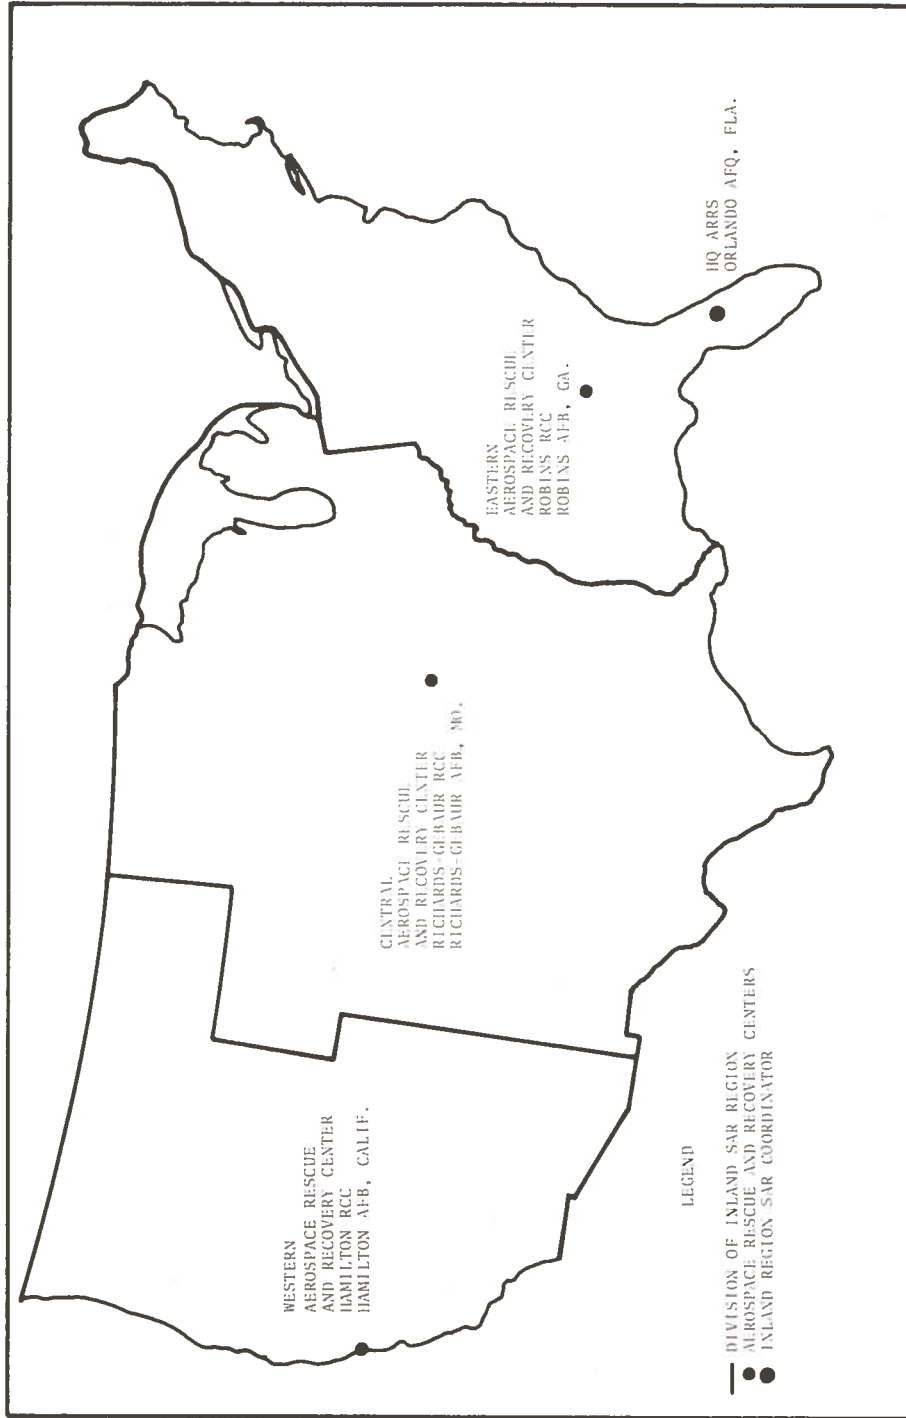 WESTERN
AEROSPACE RESCUE
AND RECOVERY CENTER
HAMILTON RCC
HAMILTON AFB, CALIF.
CENTRAL
AEROSPACE RESCUE
AND RECOVERY CENTER
RICHARDS-GEBAUR RCC
RICHARDS-GEBAUR AFB, MO.
EASTERN
AEROSPACE RESCUE
AND RECOVERY CENTER
ROBINS RCC
ROBINS AFB, GA.
HQ ARRS
ORLANDO AFQ, FLA.
LEGEND
DIVISION OF INLAND SAR REGION
AEROSPACE RESCUE AND RECOVERY CENTERS
INLAND REGION SAR COORDINATOR